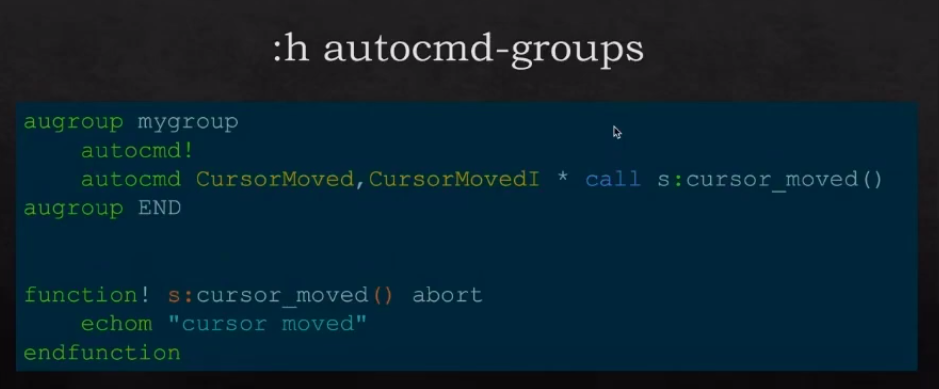 :h autocmd-groups
augroup mygroup
    autocmd!
    autocmd CursorMoved,CursorMovedI * call s:cursor_moved()
augroup END
function! s:cursor_moved() abort
    echom "cursor moved"
endfunction